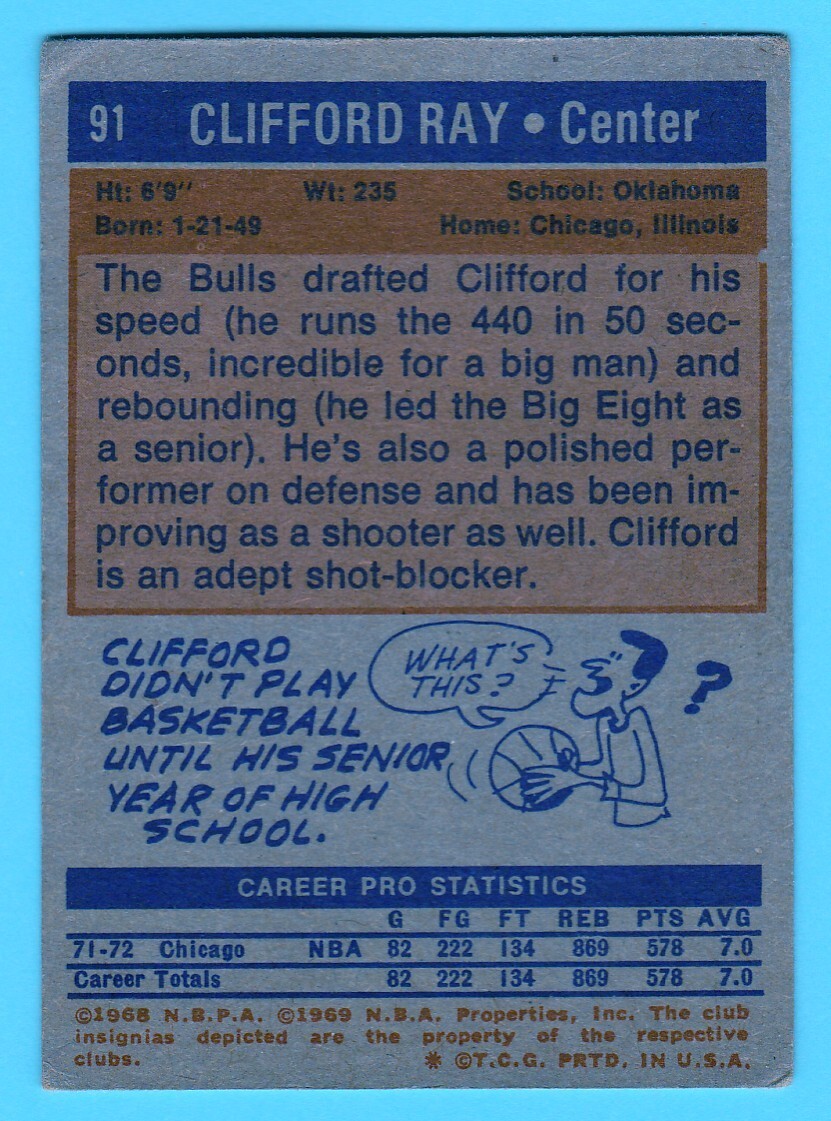 91 CLIFFORD RAY • Center
Ht: 6'9" Wt: 235 School: Oklahoma
Born: 1-21-49 Home: Chicago, Illinois
The Bulls drafted Clifford for his
speed (he runs the 440 in 50 sec-
onds, incredible for a big man) and
rebounding (he led the Big Eight as
a senior). He's also a polished per-
former on defense and has been im-
proving as a shooter as well. Clifford
is an adept shot-blocker.
CLIFFORD
DIDN'T PLAY
BASKETBALL
UNTIL HIS SENIOR
YEAR OF HIGH
SCHOOL.
WHAT'S
THIS?
?
CAREER PRO STATISTICS
G FG FT REB PTS AVG
71-72 Chicago NBA 82 222 134 869 578 7.0
Career Totals 82 222 134 869 578 7.0
©1968 N.B.P.A. ©1969 N.B.A. Properties, Inc. The club
insignias depicted are the property of the respective
clubs. * ©T.C.G. PRTD. IN U.S.A.